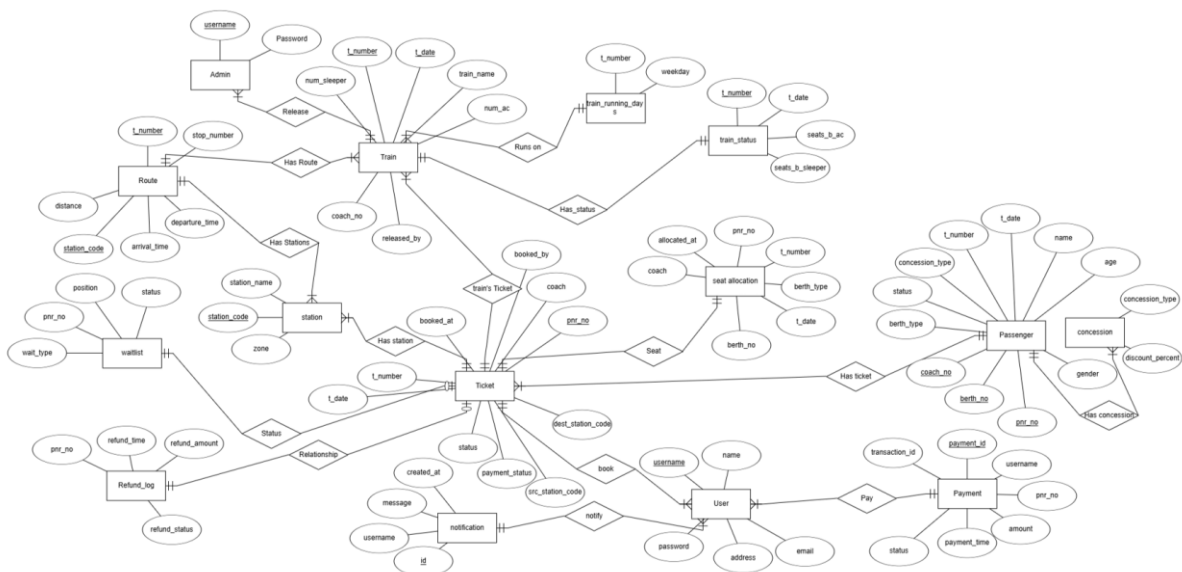 username
Password
Admin
Release
t_number
t_date
num_sleeper
train_name
num_ac
Train
coach_no
released_by
t_number
weekday
train_running_day
s
Runs on
t_number
t_date
train_status
seats_b_ac
seats_b_sleeper
Has_status
t_number
stop_number
Has Route
Route
distance
departure_time
station_code
arrival_time
Has Stations
station_name
station_code
station
zone
Has station
position
status
pnr_no
waitlist
wait_type
Status
train's Ticket
booked_by
coach
booked_at
pnr_no
t_number
t_date
Ticket
dest_station_code
status
payment_status
src_station_code
allocated_at
pnr_no
t_number
coach
seat allocation
berth_type
t_date
berth_no
Seat
Has ticket
t_date
t_number
name
concession_type
age
status
berth_type
Passenger
coach_no
gender
berth_no
pnr_no
concession_type
concession
discount_percent
Has concession
refund_time
refund_amount
pnr_no
Refund_log
refund_status
Relationship
created_at
message
notification
username
id
notify
book
username
name
User
password
address
email
Pay
payment_id
transaction_id
username
Payment
pnr_no
amount
payment_time
status